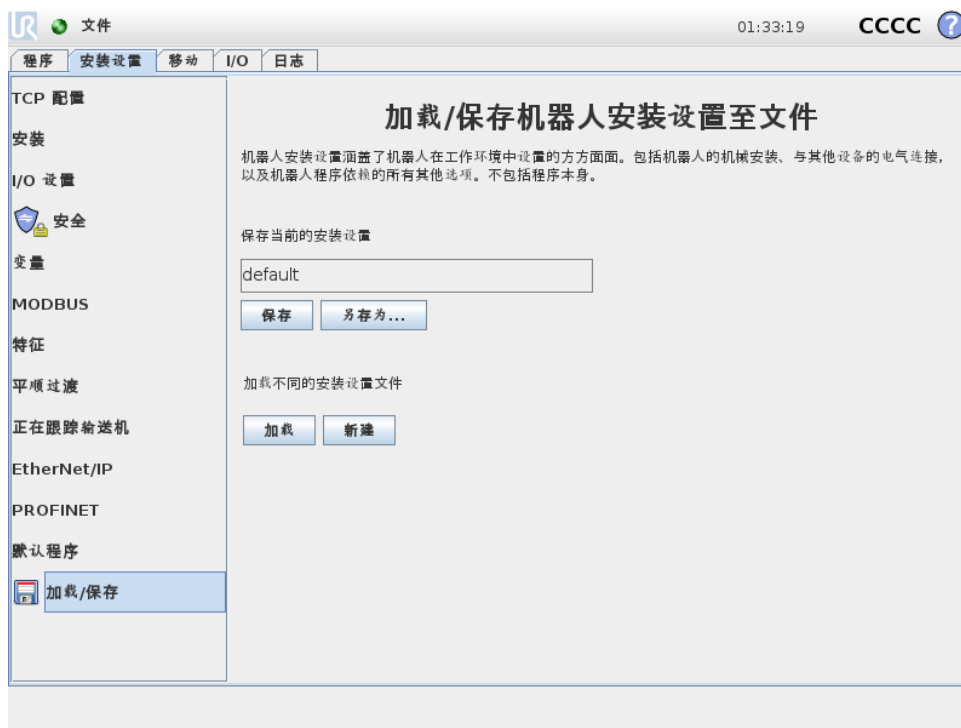 UR 文件 01:33:19 CCCC ?
程序 安装设置 移动 I/O 日志
TCP 配置
安装
I/O 设置
安全
变量
MODBUS
特征
平顺过渡
正在跟踪输送机
EtherNet/IP
PROFINET
默认程序
加载/保存
加载/保存机器人安装设置至文件
机器人安装设置涵盖了机器人在工作环境中设置的方方面面。包括机器人的机械安装、与其他设备的电气连接,
以及机器人程序依赖的所有其他选项。不包括程序本身。
保存当前的安装设置
default
保存 另存为...
加载不同的安装设置文件
加载 新建